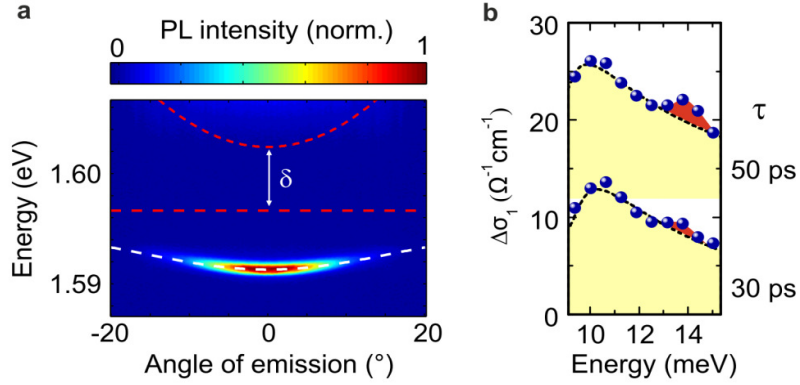 a
PL intensity (norm.)
0 1
δ
1.60
1.59
Energy (eV)
-20 0 20
Angle of emission (°)
b
30
20
10
0
Δσ₁ (Ω⁻¹cm⁻¹)
τ
50 ps
30 ps
10 12 14
Energy (meV)